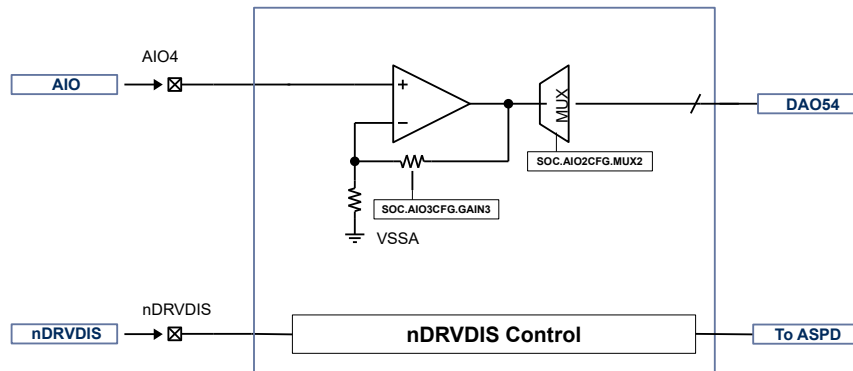 AIO4
AIO
+
−
MUX
DAO54
SOC.AIO2CFG.MUX2
SOC.AIO3CFG.GAIN3
VSSA
nDRVDIS
nDRVDIS
nDRVDIS Control
To ASPD